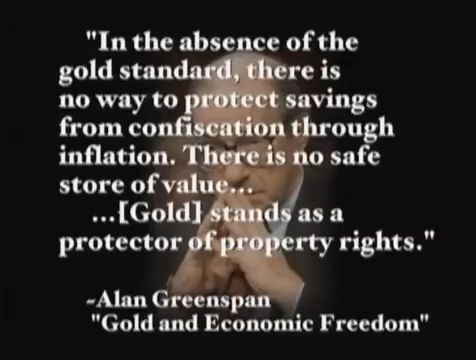 "In the absence of the
gold standard, there is
no way to protect savings
from confiscation through
inflation. There is no safe
store of value...
...[Gold] stands as a
protector of property rights."
~Alan Greenspan
"Gold and Economic Freedom"